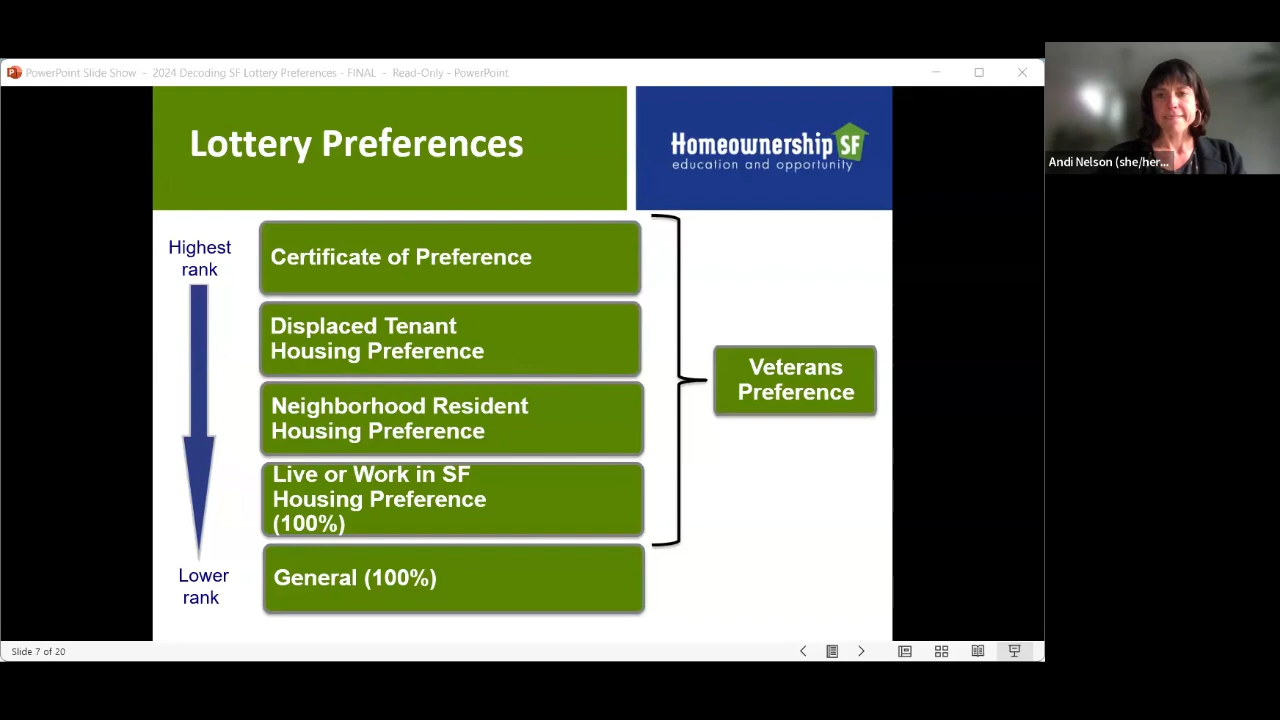 PowerPoint Slide Show - 2024 Decoding SF Lottery Preferences - FINAL - Read-Only - PowerPoint
Lottery Preferences
Homeownership SF
education and opportunity
Andi Nelson (she/her...
Highest
rank
Certificate of Preference
Displaced Tenant
Housing Preference
Neighborhood Resident
Housing Preference
Live or Work in SF
Housing Preference
(100%)
General (100%)
Lower
rank
Veterans
Preference
Slide 7 of 20